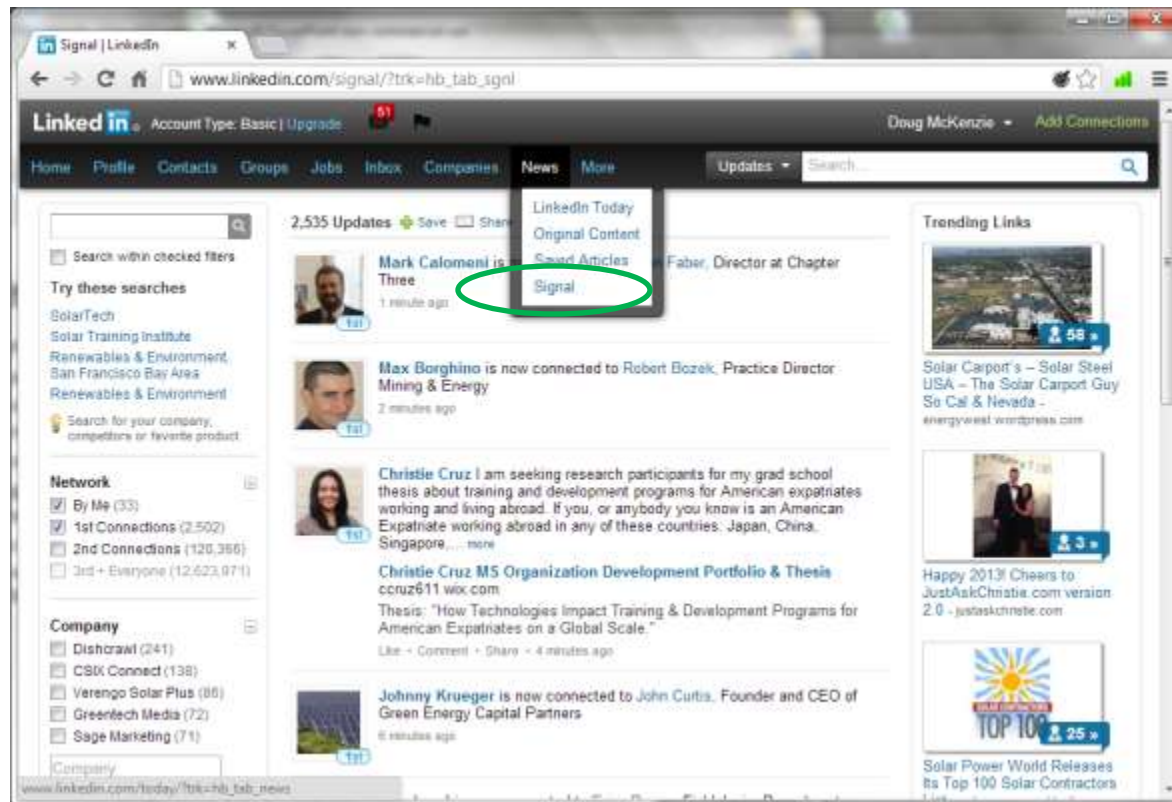 Signal | LinkedIn
www.linkedin.com/signal/?trk=hb_tab_sgnl
Linked in. Account Type: Basic | Upgrade 51 Doug McKenzie Add Connections
Home Profile Contacts Groups Jobs Inbox Companies News More Updates Search...
LinkedIn Today
Original Content
Saved Articles
Signal
Search within checked filters
Try these searches
SolarTech
Solar Training Institute
Renewables & Environment,
San Francisco Bay Area
Renewables & Environment
Search for your company,
competitors or favorite product.
Network
By Me (33)
1st Connections (2,502)
2nd Connections (120,366)
3rd + Everyone (12,623,971)
Company
Dishcrawl (241)
CSIX Connect (138)
Verengo Solar Plus (86)
Greentech Media (72)
Sage Marketing (71)
Company
www.linkedin.com/today/?trk=hb_tab_news
2,535 Updates Save Share
Mark Calomeni is Faber, Director at Chapter
Three
1 minute ago
1st
Max Borghino is now connected to Robert Bozek, Practice Director
Mining & Energy
2 minutes ago
1st
Christie Cruz I am seeking research participants for my grad school
thesis about training and development programs for American expatriates
working and living abroad. If you, or anybody you know is an American
Expatriate working abroad in any of these countries: Japan, China,
Singapore,... more
1st
Christie Cruz MS Organization Development Portfolio & Thesis
ccruz611.wix.com
Thesis: "How Technologies Impact Training & Development Programs for
American Expatriates on a Global Scale."
Like • Comment • Share • 4 minutes ago
Johnny Krueger is now connected to John Curtis, Founder and CEO of
Green Energy Capital Partners
6 minutes ago
1st
Trending Links
58 »
Solar Carport's – Solar Steel
USA – The Solar Carport Guy
So Cal & Nevada -
energywest.wordpress.com
3 »
Happy 2013! Cheers to
JustAskChristie.com version
2.0 - justaskchristie.com
SOLAR CONTRACTORS
TOP 100
25 »
Solar Power World Releases
Its Top 100 Solar Contractors